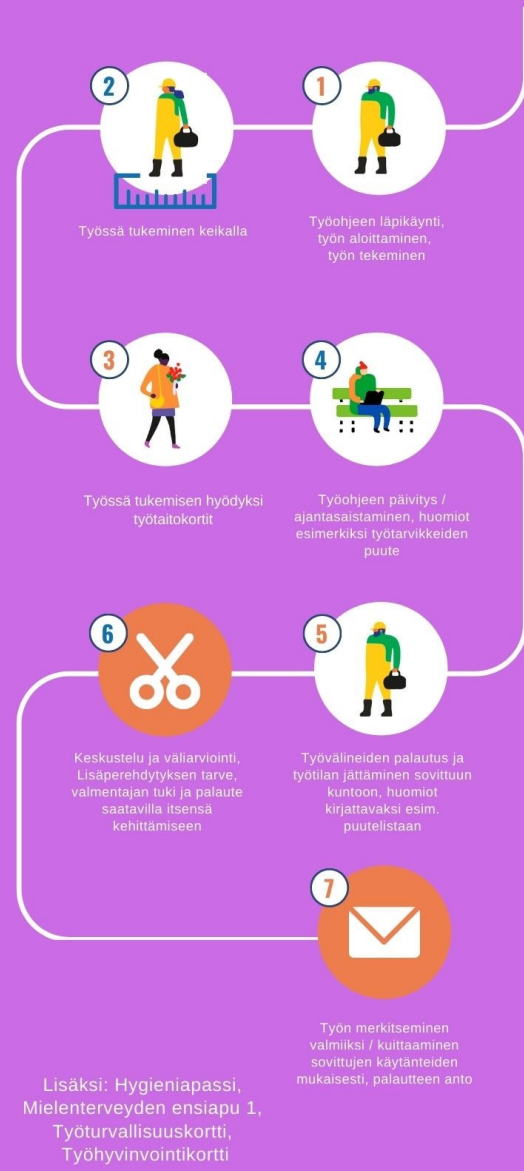 1
Työohjeen läpikäynti,
työn aloittaminen,
työn tekeminen
2
Työssä tukeminen keikalla
3
Työssä tukemisen hyödyksi
työtaitokortit
4
Työohjeen päivitys /
ajantasaistaminen, huomiot
esimerkiksi työtarvikkeiden
puute
5
Työvälineiden palautus ja
työtilan jättäminen sovittuun
kuntoon, huomiot
kirjattavaksi esim.
puutelistaan
6
Keskustelu ja väliarviointi,
Lisäperehdytyksen tarve,
valmentajan tuki ja palaute
saatavilla itsensä
kehittämiseen
7
Työn merkitseminen
valmiiksi / kuittaaminen
sovittujen käytänteiden
mukaisesti, palautteen anto
Lisäksi: Hygieniapassi,
Mielenterveyden ensiapu 1,
Työturvallisuuskortti,
Työhyvinvointikortti